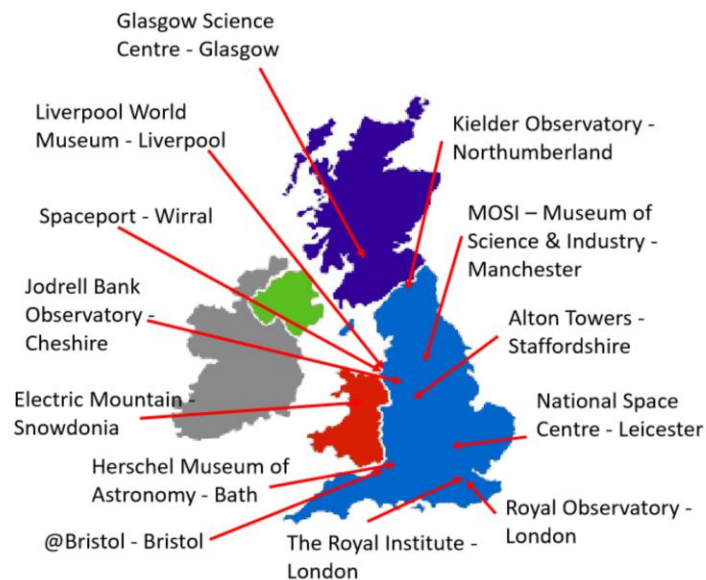 Glasgow Science
Centre - Glasgow
Liverpool World
Museum - Liverpool
Kielder Observatory -
Northumberland
Spaceport - Wirral
MOSI – Museum of
Science & Industry -
Manchester
Jodrell Bank
Observatory -
Cheshire
Alton Towers -
Staffordshire
Electric Mountain -
Snowdonia
National Space
Centre - Leicester
Herschel Museum of
Astronomy - Bath
Royal Observatory -
London
@Bristol - Bristol
The Royal Institute -
London